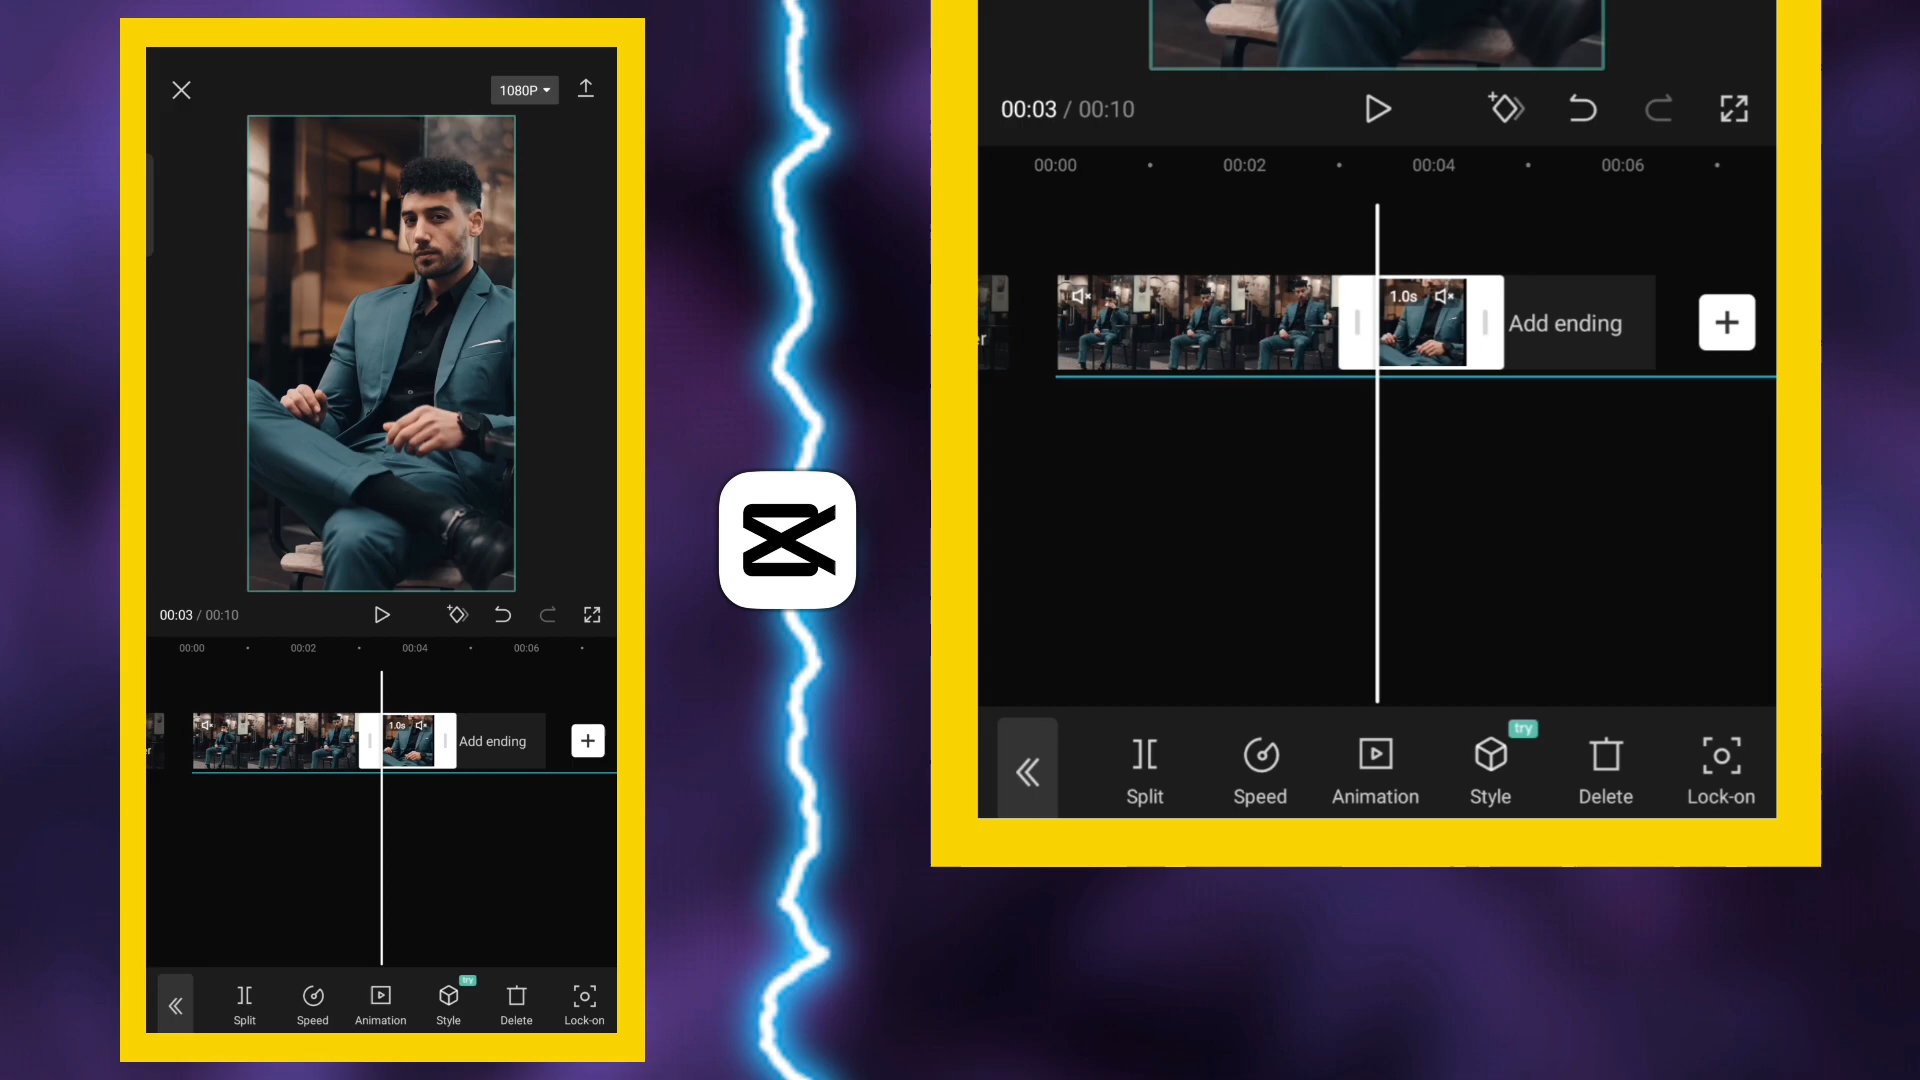 1080P
00:03 / 00:10
00:00 00:02 00:04 00:06
er 1.0s Add ending
try
Split Speed Animation Style Delete Lock-on
00:03 / 00:10
00:00 00:02 00:04 00:06
er 1.0s Add ending
try
Split Speed Animation Style Delete Lock-on